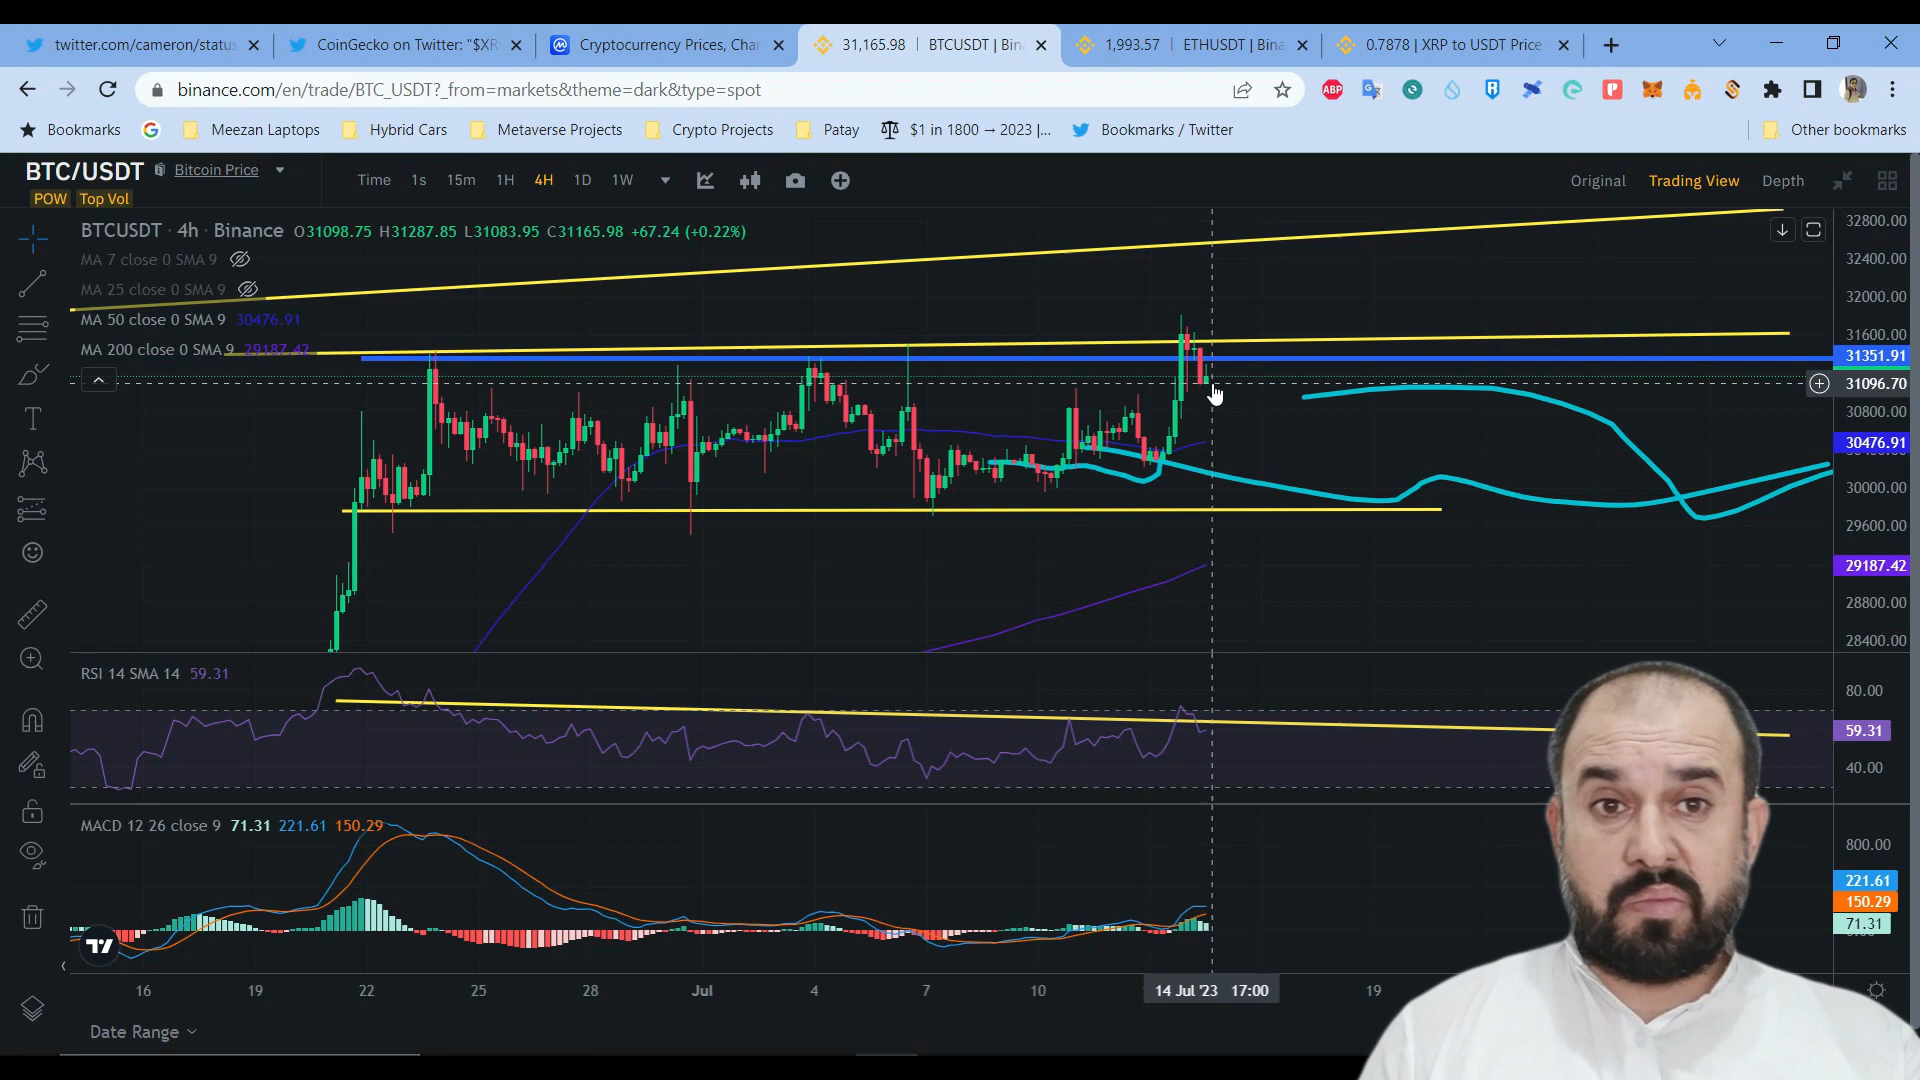 twitter.com/cameron/status
CoinGecko on Twitter: "$XR
Cryptocurrency Prices, Char
31,165.98 | BTCUSDT | Bin
1,993.57 | ETHUSDT | Bina
0.7878 | XRP to USDT Price
binance.com/en/trade/BTC_USDT?_from=markets&theme=dark&type=spot
ABP
Bookmarks
Meezan Laptops
Hybrid Cars
Metaverse Projects
Crypto Projects
Patay
$1 in 1800 → 2023 |...
Bookmarks / Twitter
Other bookmarks
BTC/USDT
Bitcoin Price
POW
Top Vol
Time 1s 15m 1H 4H 1D 1W
Original
Trading View
Depth
BTCUSDT · 4h · Binance O31098.75 H31287.85 L31083.95 C31165.98 +67.24 (+0.22%)
MA 7 close 0 SMA 9
MA 25 close 0 SMA 9
MA 50 close 0 SMA 9 30476.91
MA 200 close 0 SMA 9 29187.42
32800.00
32400.00
32000.00
31600.00
31351.91
31096.70
30800.00
30476.91
30000.00
29600.00
29187.42
28800.00
28400.00
RSI 14 SMA 14 59.31
80.00
59.31
40.00
MACD 12 26 close 9 71.31 221.61 150.29
800.00
221.61
150.29
71.31
16 19 22 25 28 Jul 4 7 10 14 Jul '23 17:00 19
Date Range